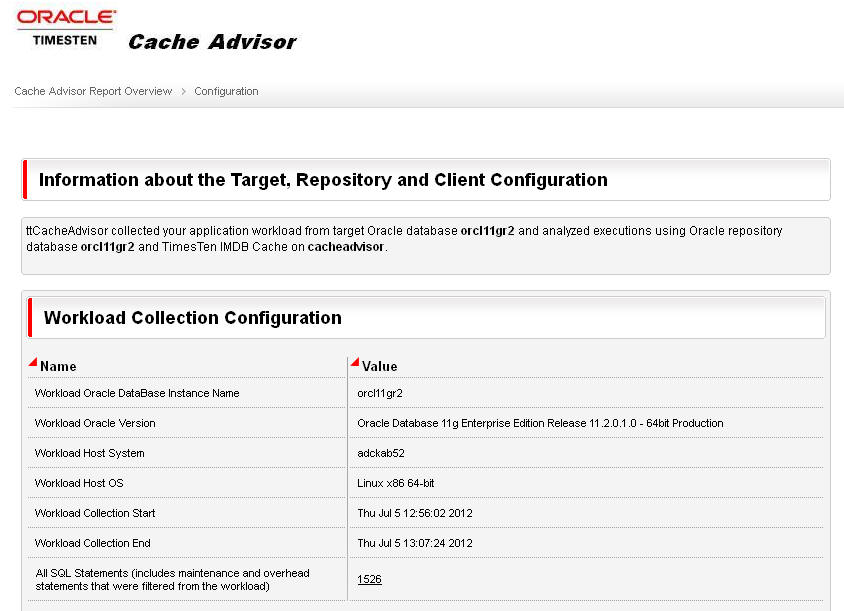 ORACLE
TIMESTEN
Cache Advisor
Cache Advisor Report Overview > Configuration
Information about the Target, Repository and Client Configuration
ttCacheAdvisor collected your application workload from target Oracle database orcl11gr2 and analyzed executions using Oracle repository
database orcl11gr2 and TimesTen IMDB Cache on cacheadvisor.
Workload Collection Configuration
Name Value
Workload Oracle DataBase Instance Name orcl11gr2
Workload Oracle Version Oracle Database 11g Enterprise Edition Release 11.2.0.1.0 - 64bit Production
Workload Host System adckab52
Workload Host OS Linux x86 64-bit
Workload Collection Start Thu Jul 5 12:56:02 2012
Workload Collection End Thu Jul 5 13:07:24 2012
All SQL Statements (includes maintenance and overhead
statements that were filtered from the workload) 1526